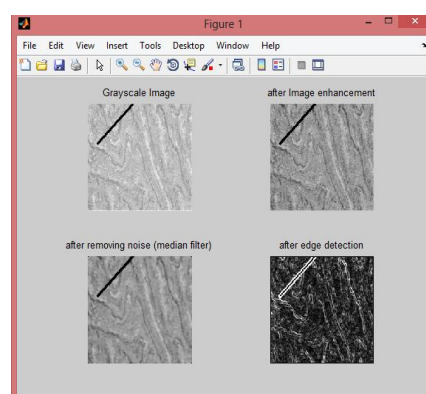 Figure 1
File Edit View Insert Tools Desktop Window Help
Grayscale Image
after Image enhancement
after removing noise (median filter)
after edge detection